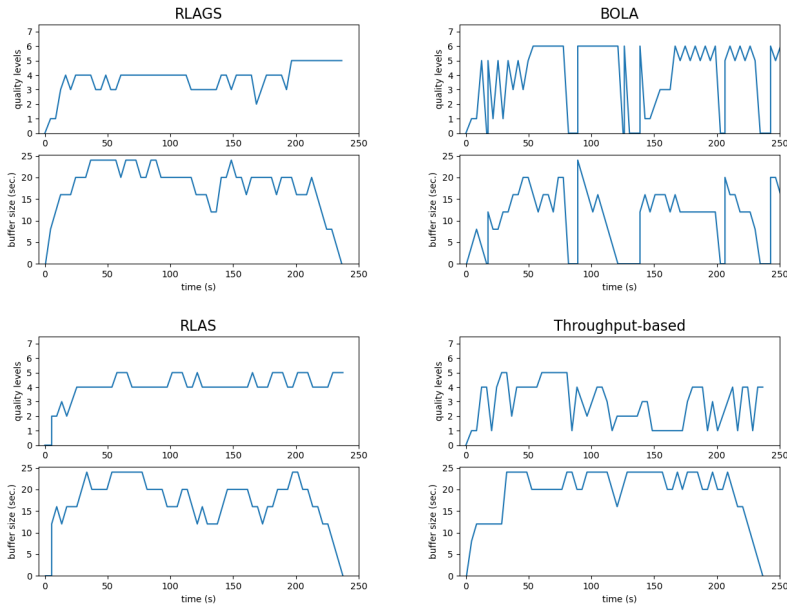 RLAGS
quality levels
7
6
5
4
3
2
1
0
0 50 100 150 200 250
buffer size (sec.)
25
20
15
10
5
0
0 50 100 150 200 250
time (s)
BOLA
quality levels
7
6
5
4
3
2
1
0
0 50 100 150 200 250
buffer size (sec.)
25
20
15
10
5
0
0 50 100 150 200 250
time (s)
RLAS
quality levels
7
6
5
4
3
2
1
0
0 50 100 150 200 250
buffer size (sec.)
25
20
15
10
5
0
0 50 100 150 200 250
time (s)
Throughput-based
quality levels
7
6
5
4
3
2
1
0
0 50 100 150 200 250
buffer size (sec.)
25
20
15
10
5
0
0 50 100 150 200 250
time (s)